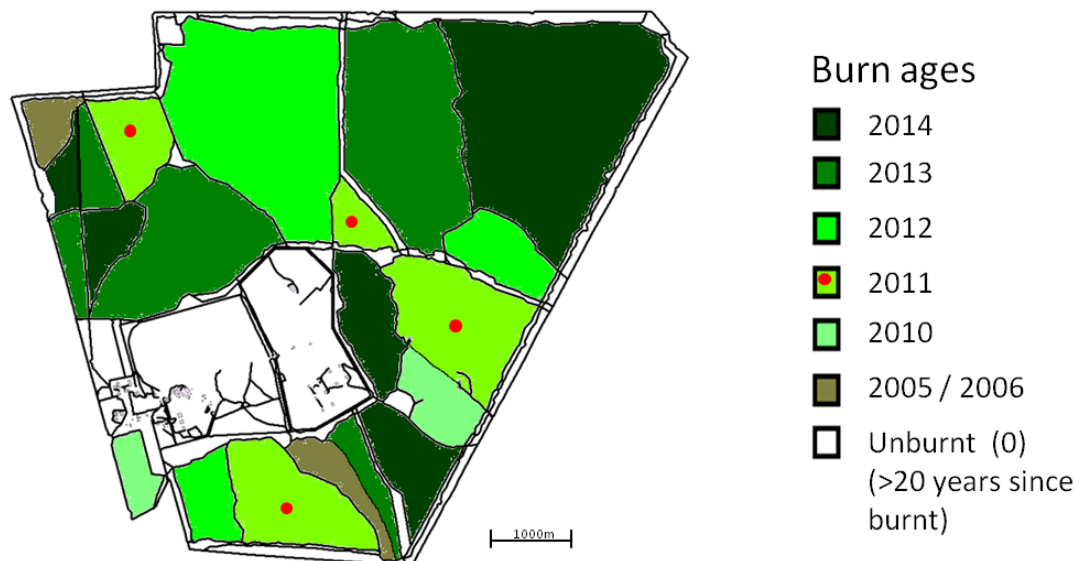 Burn ages
2014
2013
2012
2011
2010
2005 / 2006
Unburnt (0)
(>20 years since
burnt)
1000m